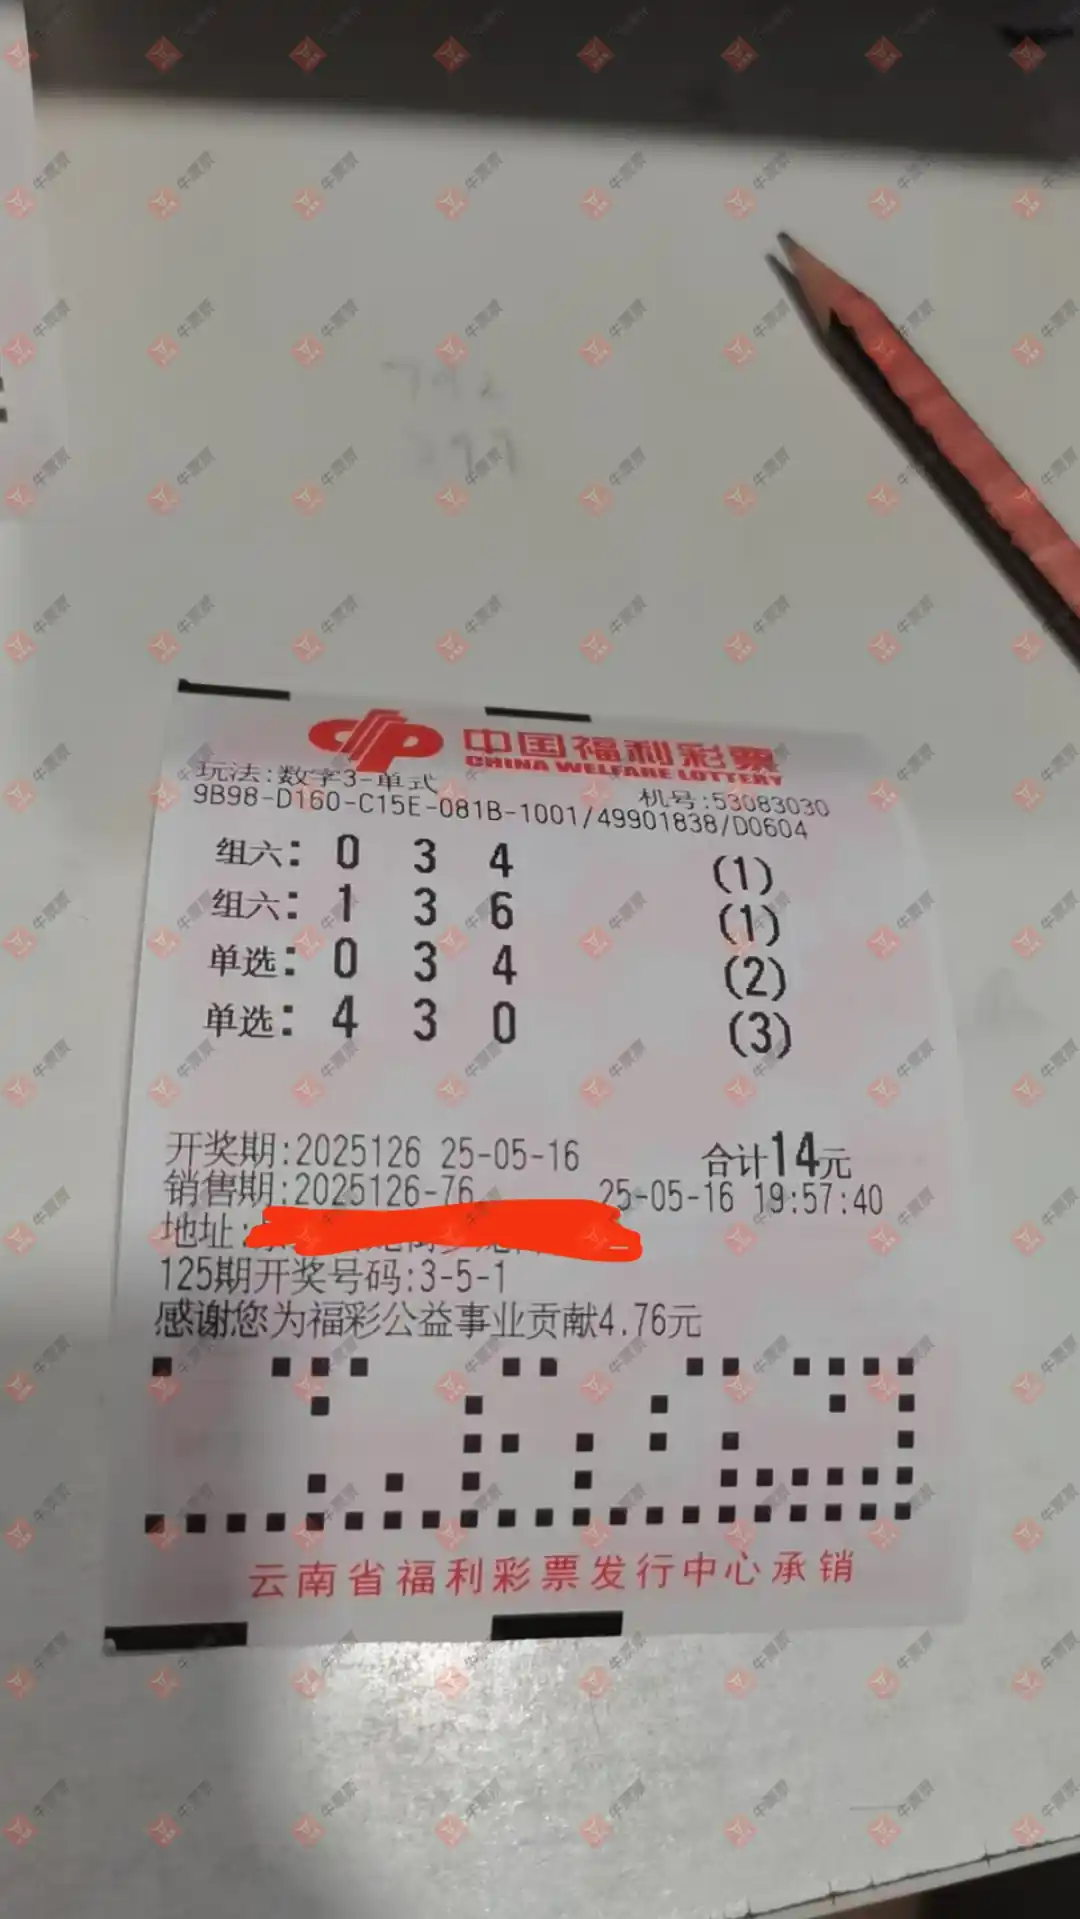 中国福利彩票
CHINA WELFARE LOTTERY
玩法:数字3-单式
机号:53083030
9B98-D160-C15E-081B-1001/49901838/D0604
组六: 0 3 4 (1)
组六: 1 3 6 (1)
单选: 0 3 4 (2)
单选: 4 3 0 (3)
开奖期:2025126 25-05-16 合计14元
销售期:2025126-76 25-05-16 19:57:40
地址:
125期开奖号码:3-5-1
感谢您为福彩公益事业贡献4.76元
云南省福利彩票发行中心承销
牛票票